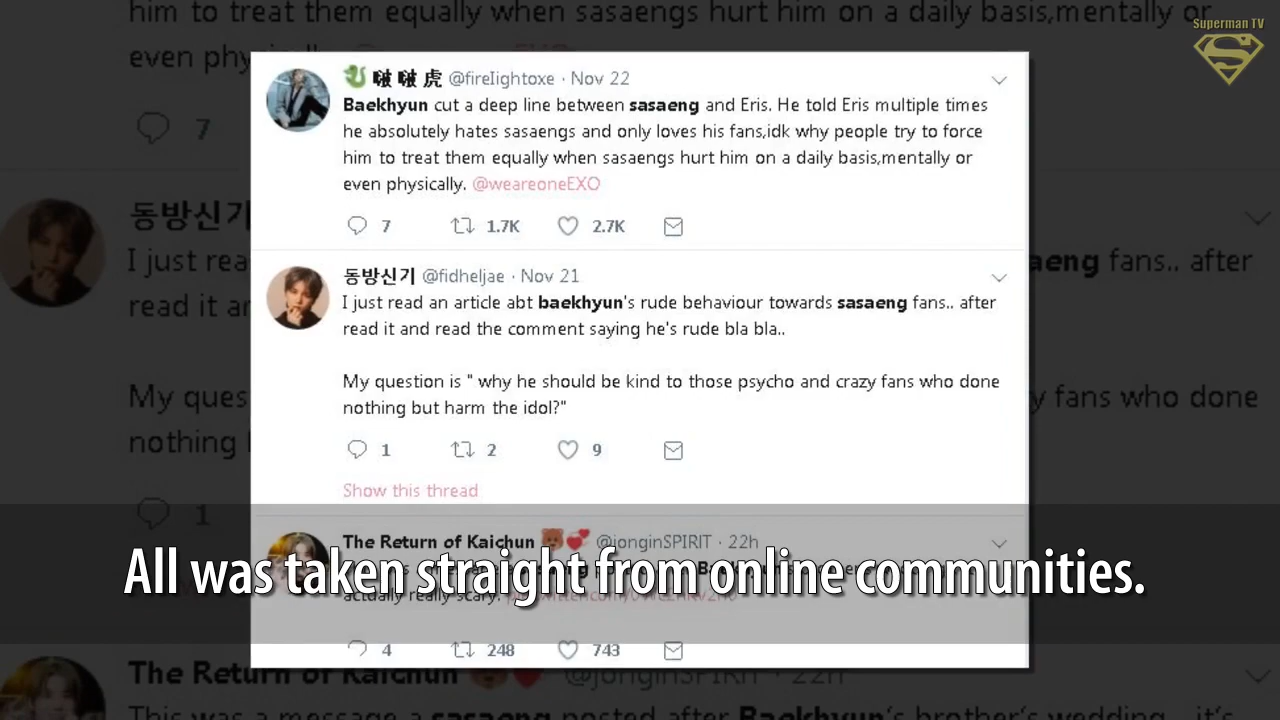 him to treat them equally when sasaengs hurt him on a daily basis,mentally or
even
7
Superman TV
啵啵虎 @fireIightoxe · Nov 22
Baekhyun cut a deep line between sasaeng and Eris. He told Eris multiple times
he absolutely hates sasaengs and only loves his fans,idk why people try to force
him to treat them equally when sasaengs hurt him on a daily basis,mentally or
even physically. @weareoneEXO
7 1.7K 2.7K
동방신기
I just rea
read it an
aeng fans.. after
동방신기 @fidheljae · Nov 21
I just read an article abt baekhyun's rude behaviour towards sasaeng fans.. after
read it and read the comment saying he's rude bla bla..
My question is " why he should be kind to those psycho and crazy fans who done
nothing but harm the idol?"
1 2 9
Show this thread
My ques
nothing
y fans who done
1
The Return of Kaichun @jonginSPIRIT · 22h
actually really scary.
4 248 743
All was taken straight from online communities.
The Return of Kaichun @jonginSPIRIT · 22h
This was a message a sasaeng posted after Baekhyun's brother's wedding.. it's